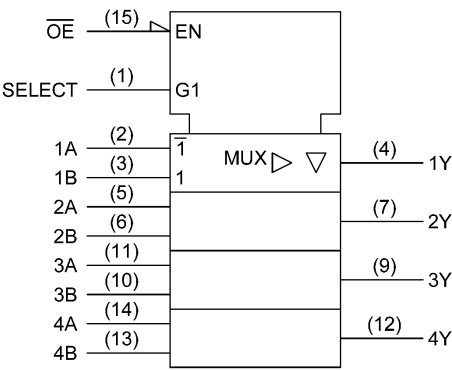 O̅E̅ (15) EN
SELECT (1) G1
1A (2) 1̅ MUX ▷ ▽ (4) 1Y
1B (3) 1
2A (5) (7) 2Y
2B (6)
3A (11) (9) 3Y
3B (10)
4A (14) (12) 4Y
4B (13)